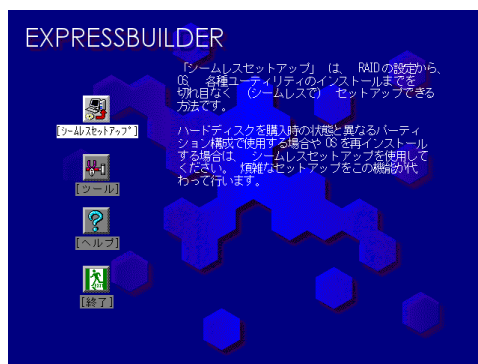 EXPRESSBUILDER
「シームレスセットアップ」 は、 RAIDの設定から、
OS、 各種ユーティリティのインストールまでを
切れ目なく （シームレスで） セットアップできる
方法です。
ハードディスクを購入時の状態と異なるパーティ
ション構成で使用する場合や OS を再インストール
する場合は、 シームレスセットアップを使用して
ください。 煩雑なセットアップをこの機能が代
わって行います。
[シームレスセットアップ]
[ツール]
[ヘルプ]
[終了]